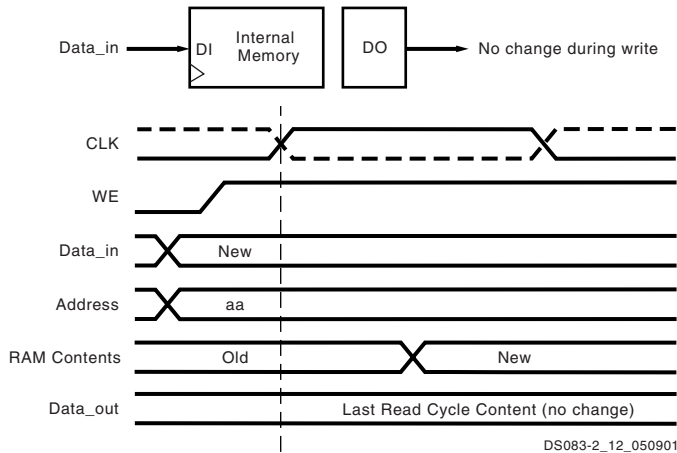 Data_in
DI
Internal
Memory
DO
No change during write
CLK
WE
Data_in
New
Address
aa
RAM Contents
Old
New
Data_out
Last Read Cycle Content (no change)
DS083-2_12_050901